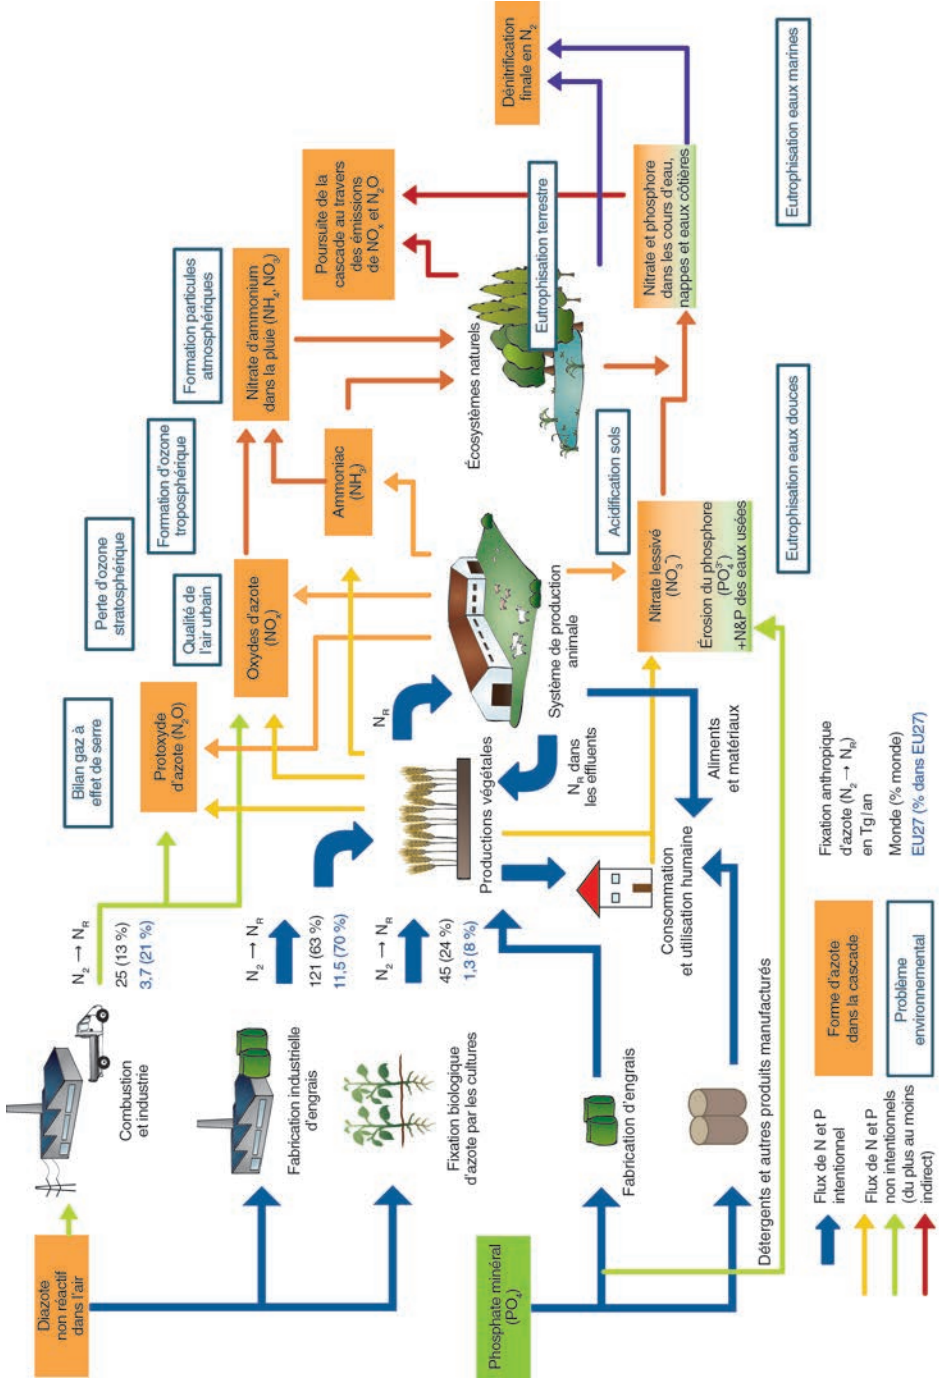 Diazote
non réactif
dans l'air
Combustion
et industrie
N₂ → N_R
25 (13 %)
3,7 (21 %)
Bilan gaz à
effet de serre
Perte d'ozone
stratosphérique
Formation d'ozone
troposphérique
Formation particules
atmosphériques
Qualité de
l'air urbain
Protoxyde
d'azote (N₂O)
Oxydes d'azote
(NOₓ)
Nitrate d'ammonium
dans la pluie (NH₄, NO₃)
Ammoniac
(NH₃)
Poursuite de la
cascade au travers
des émissions
de NOₓ et N₂O
Dénitrification
finale en N₂
Fabrication industrielle
d'engrais
N₂ → N_R
121 (63 %)
11,5 (70 %)
Fixation biologique
d'azote par les cultures
N₂ → N_R
45 (24 %)
1,3 (8 %)
Productions végétales
N_R
N_R dans
les effluents
Système de production
animale
Écosystèmes naturels
Eutrophisation terrestre
Acidification sols
Phosphate minéral
(PO₄)
Fabrication d'engrais
Détergents et autres produits manufacturés
Consommation
et utilisation humaine
Aliments
et matériaux
Nitrate lessivé
(NO₃⁻)
Érosion du phosphore
(PO₄³⁻)
+N&P des eaux usées
Nitrate et phosphore
dans les cours d'eau,
nappes et eaux côtières
Eutrophisation eaux douces
Eutrophisation eaux marines
Flux de N et P
intentionnel
Flux de N et P
non intentionnels
(du plus au moins
indirect)
Forme d'azote
dans la cascade
Problème
environnemental
Fixation anthropique
d'azote (N₂ → N_R)
en Tg/an
Monde (% monde)
EU27 (% dans EU27)